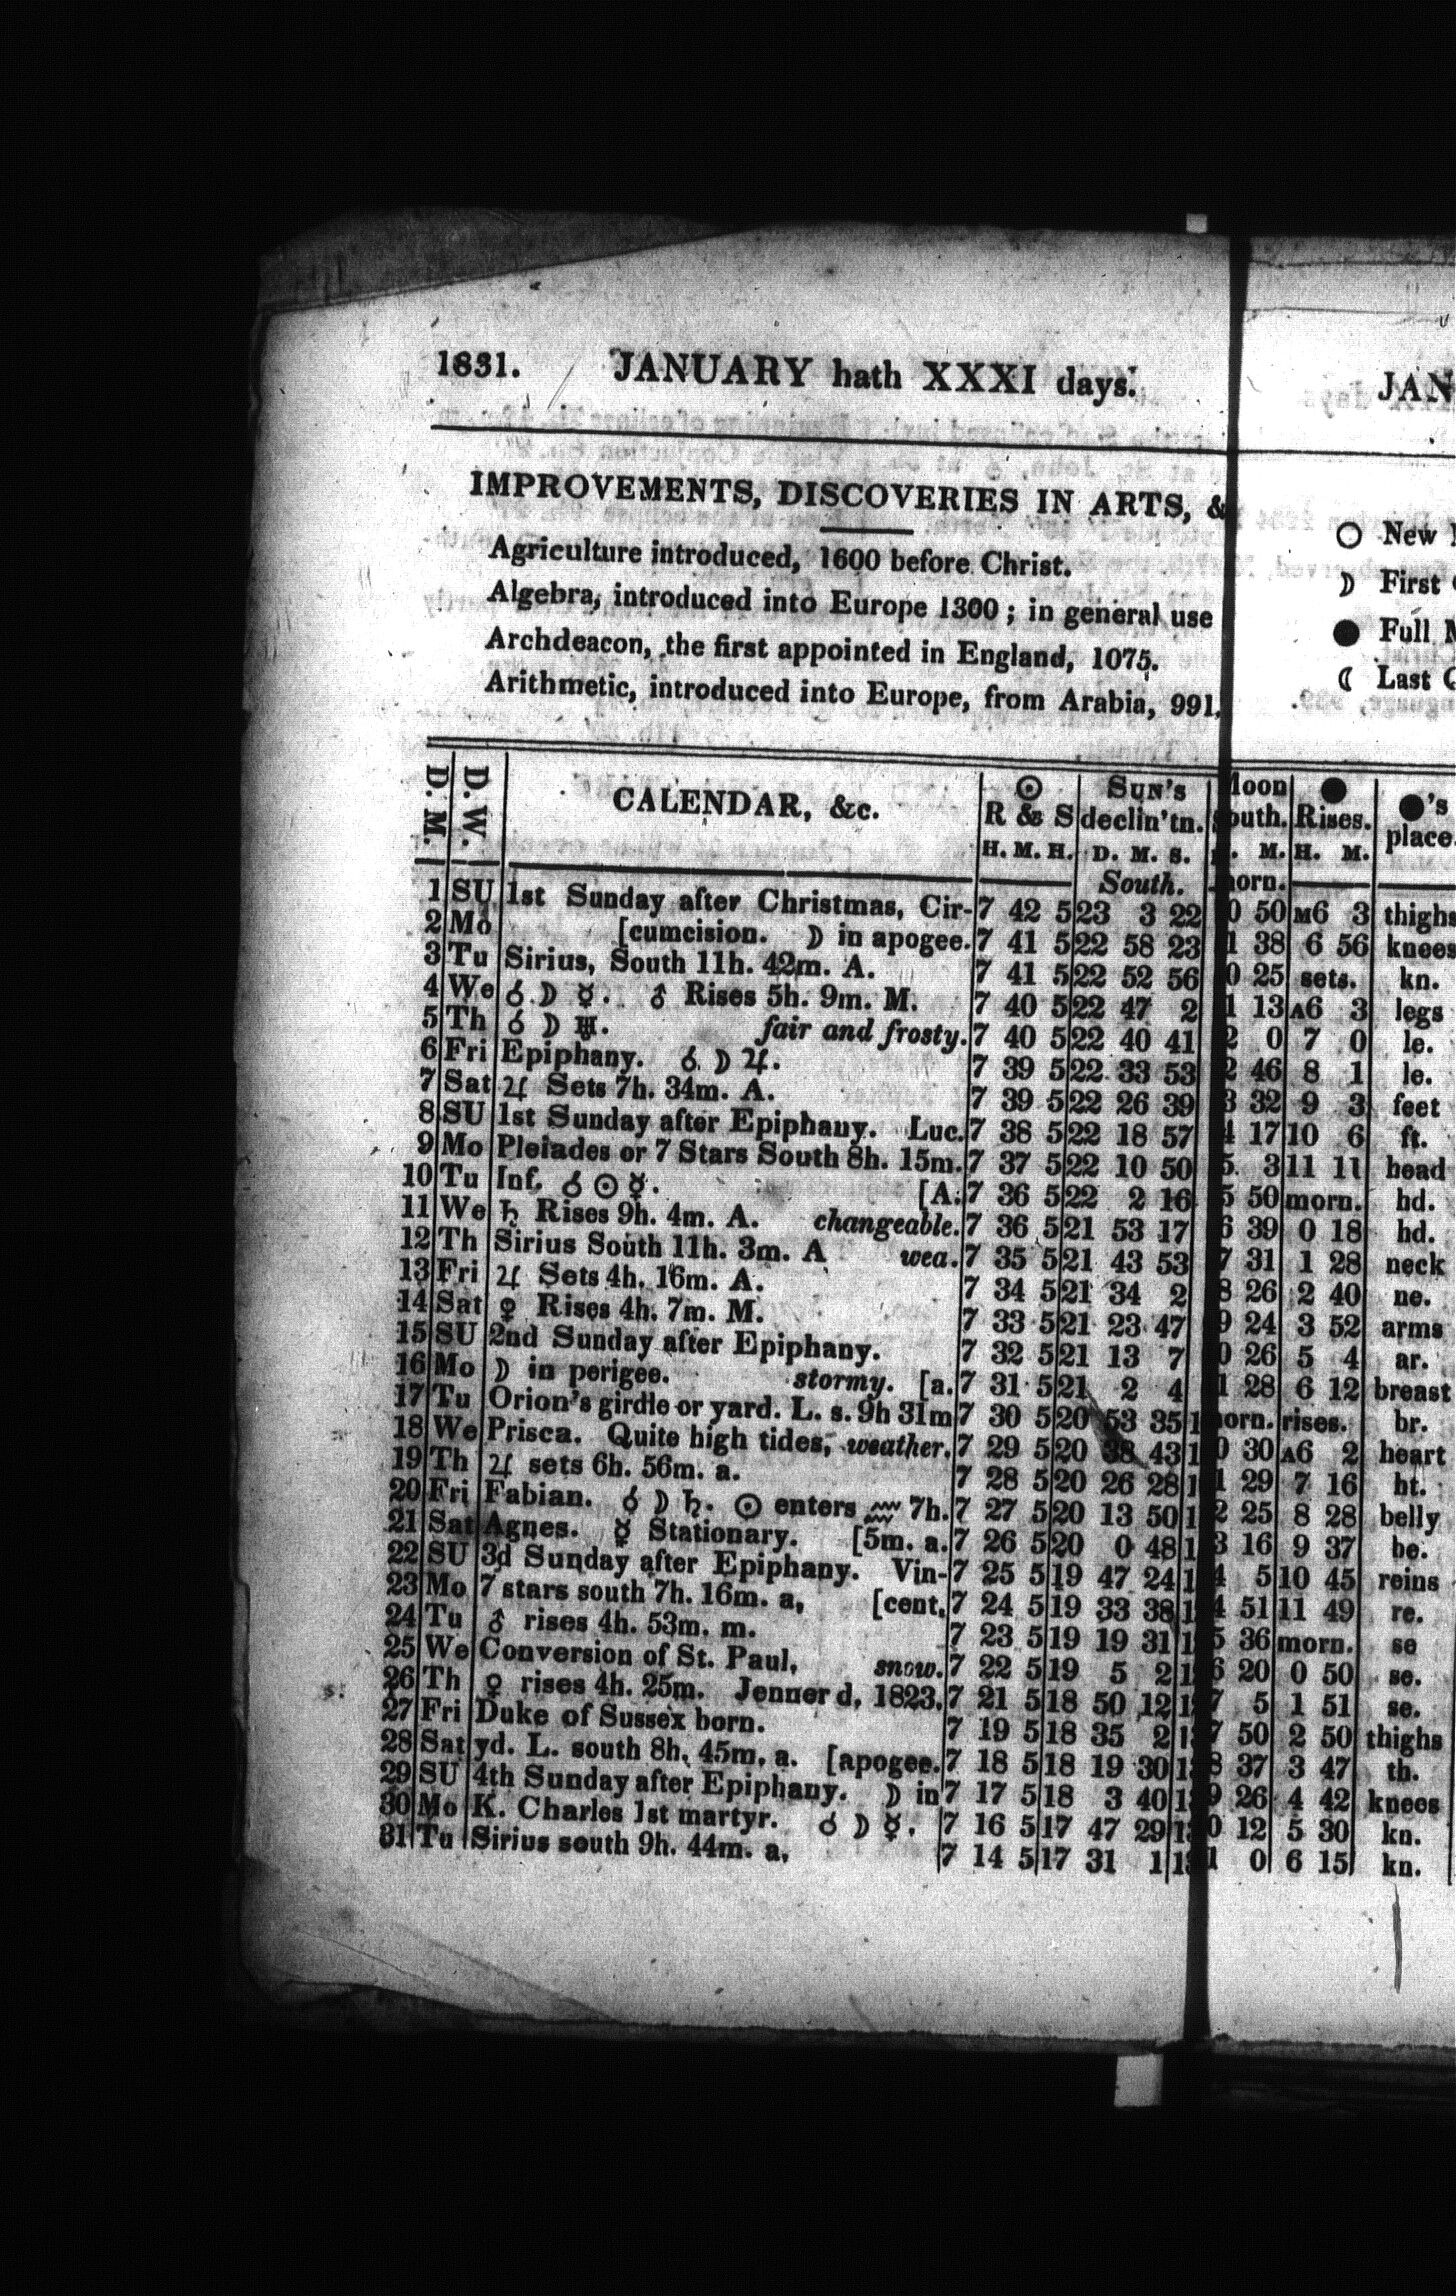 1831. JANUARY hath XXXI days.
IMPROVEMENTS, DISCOVERIES IN ARTS, &
Agriculture introduced, 1600 before Christ.
Algebra, introduced into Europe 1300; in general use
Archdeacon, the first appointed in England, 1075.
Arithmetic, introduced into Europe, from Arabia, 991,
D. M. D. W. CALENDAR, &c. ☉ R & S SUN'S declin'tn.
H. M. H. D. M. S.
South.
1 SU 1st Sunday after Christmas, Cir- 7 42 5 23 3 22
2 Mo [cumcision. ☽ in apogee. 7 41 5 22 58 23
3 Tu Sirius, South 11h. 42m. A. 7 41 5 22 52 56
4 We ☌ ☽ ☿. ♂ Rises 5h. 9m. M. 7 40 5 22 47 2
5 Th ☌ ☽ ♅. fair and frosty. 7 40 5 22 40 41
6 Fri Epiphany. ☌ ☽ ♃. 7 39 5 22 33 53
7 Sat ♃ Sets 7h. 34m. A. 7 39 5 22 26 39
8 SU 1st Sunday after Epiphany. Luc. 7 38 5 22 18 57
9 Mo Pleiades or 7 Stars South 8h. 15m. 7 37 5 22 10 50
10 Tu Inf. ☌ ☉ ☿. [A. 7 36 5 22 2 16
11 We ♄ Rises 9h. 4m. A. changeable. 7 36 5 21 53 17
12 Th Sirius South 11h. 3m. A wea. 7 35 5 21 43 53
13 Fri ♃ Sets 4h. 16m. A. 7 34 5 21 34 2
14 Sat ♀ Rises 4h. 7m. M. 7 33 5 21 23 47
15 SU 2nd Sunday after Epiphany. 7 32 5 21 13 7
16 Mo ☽ in perigee. stormy. [a. 7 31 5 21 2 4
17 Tu Orion's girdle or yard. L. s. 9h 31m 7 30 5 20 53 35 1
18 We Prisca. Quite high tides, weather. 7 29 5 20 38 43 1
19 Th ♃ sets 6h. 56m. a. 7 28 5 20 26 28 1
20 Fri Fabian. ☌ ☽ ♄. ☉ enters ♒ 7h. 7 27 5 20 13 50 1
21 Sat Agnes. ☿ Stationary. [5m. a. 7 26 5 20 0 48 1
22 SU 3d Sunday after Epiphany. Vin- 7 25 5 19 47 24 1
23 Mo 7 stars south 7h. 16m. a, [cent, 7 24 5 19 33 38 1
24 Tu ♂ rises 4h. 53m. m. 7 23 5 19 19 31 1
25 We Conversion of St. Paul, snow. 7 22 5 19 5 2 1
26 Th ♀ rises 4h. 25m. Jenner d, 1823, 7 21 5 18 50 12 1
27 Fri Duke of Sussex born. 7 19 5 18 35 2 1
28 Sat yd. L. south 8h, 45m, a. [apogee. 7 18 5 18 19 30 1
29 SU 4th Sunday after Epiphany. ☽ in 7 17 5 18 3 40 1
30 Mo K. Charles 1st martyr. ☌ ☽ ☿. 7 16 5 17 47 29 1
31 Tu Sirius south 9h. 44m. a, 7 14 5 17 31 1 1
JAN
○ New
☽ First
● Full
☾ Last
Moon South. ● Rises. ●'s place.
M. H. M.
morn.
0 50 M6 3 thighs
1 38 6 56 knees
0 25 sets. kn.
1 13 A6 3 legs
2 0 7 0 le.
2 46 8 1 le.
3 32 9 3 feet
4 17 10 6 ft.
5 3 11 11 head
5 50 morn. hd.
6 39 0 18 hd.
7 31 1 28 neck
8 26 2 40 ne.
9 24 3 52 arms
0 26 5 4 ar.
1 28 6 12 breast
morn. rises. br.
0 30 A6 2 heart
1 29 7 16 ht.
2 25 8 28 belly
3 16 9 37 be.
4 5 10 45 reins
4 51 11 49 re.
5 36 morn. se
6 20 0 50 se.
7 5 1 51 se.
7 50 2 50 thighs
8 37 3 47 th.
9 26 4 42 knees
0 12 5 30 kn.
1 0 6 15 kn.